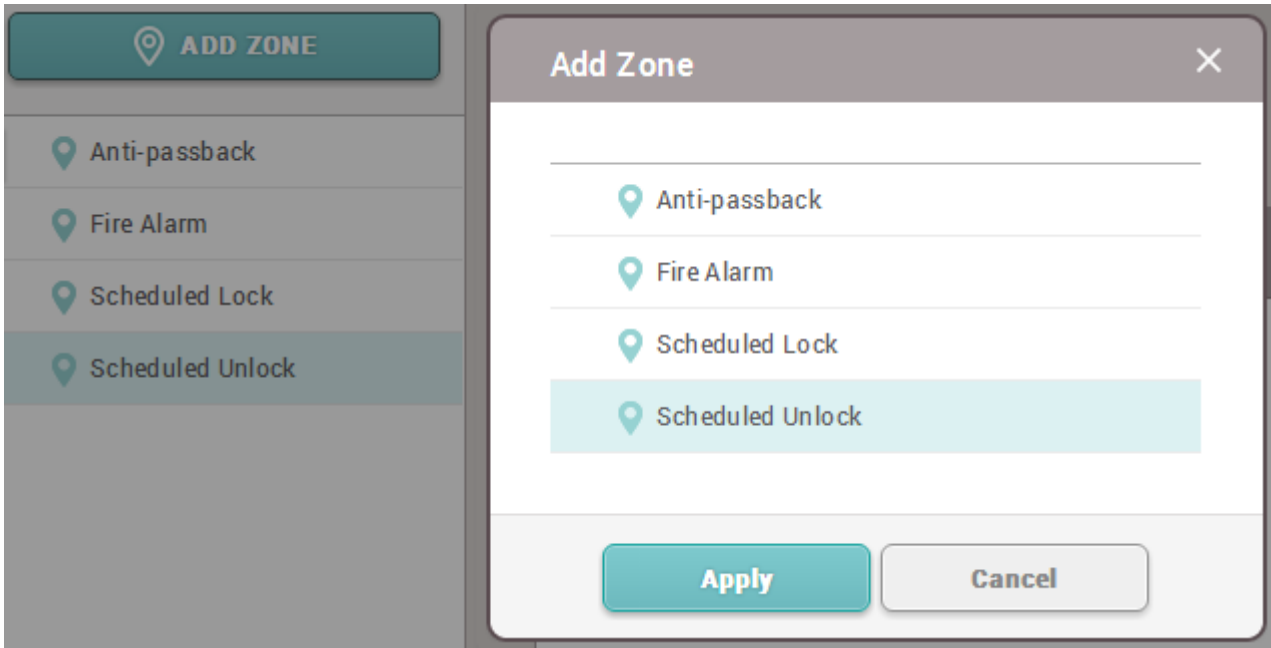 ADD ZONE
Anti-passback
Fire Alarm
Scheduled Lock
Scheduled Unlock
Add Zone
Anti-passback
Fire Alarm
Scheduled Lock
Scheduled Unlock
Apply
Cancel